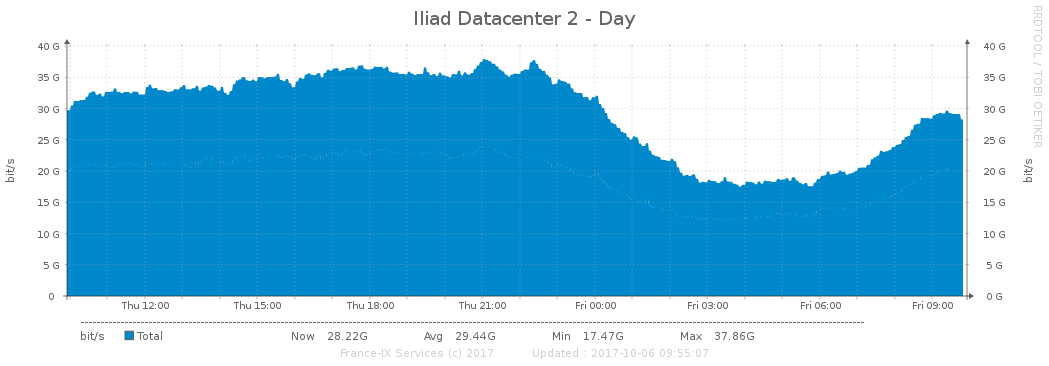 Iliad Datacenter 2 - Day
RRDTOOL / TOBI OETIKER
40 G 40 G
35 G 35 G
30 G 30 G
25 G 25 G
20 G 20 G
15 G 15 G
10 G 10 G
5 G 5 G
0 0 G
bit/s
bit/s
Thu 12:00 Thu 15:00 Thu 18:00 Thu 21:00 Fri 00:00 Fri 03:00 Fri 06:00 Fri 09:00
bit/s Total Now 28.22G Avg 29.44G Min 17.47G Max 37.86G
France-IX Services (c) 2017 Updated : 2017-10-06 09:55:07